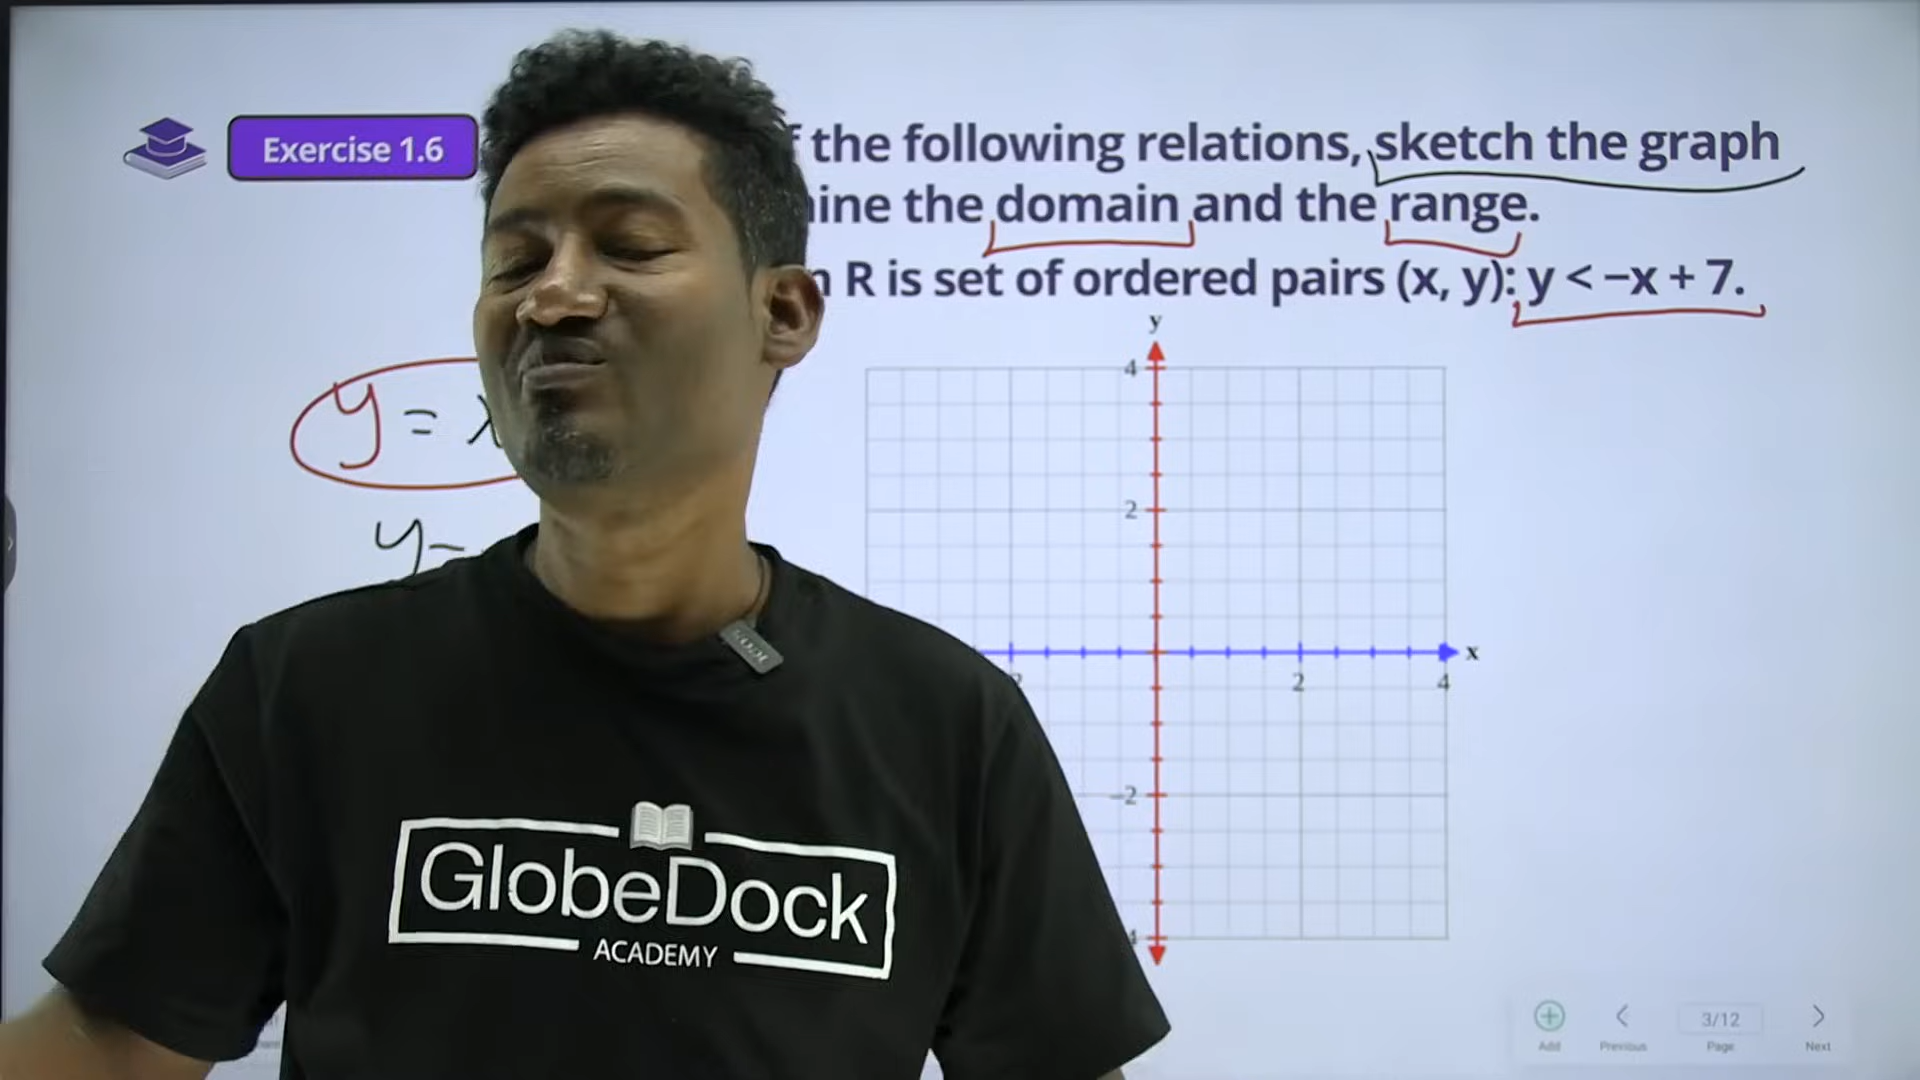 Exercise 1.6
the following relations, sketch the graph
the domain and the range.
R is set of ordered pairs (x, y): y < −x + 7.
y
4
y = x
2
y=
x
2
4
−2
GlobeDock
ACADEMY
3/12
Add
Previous
Page
Next